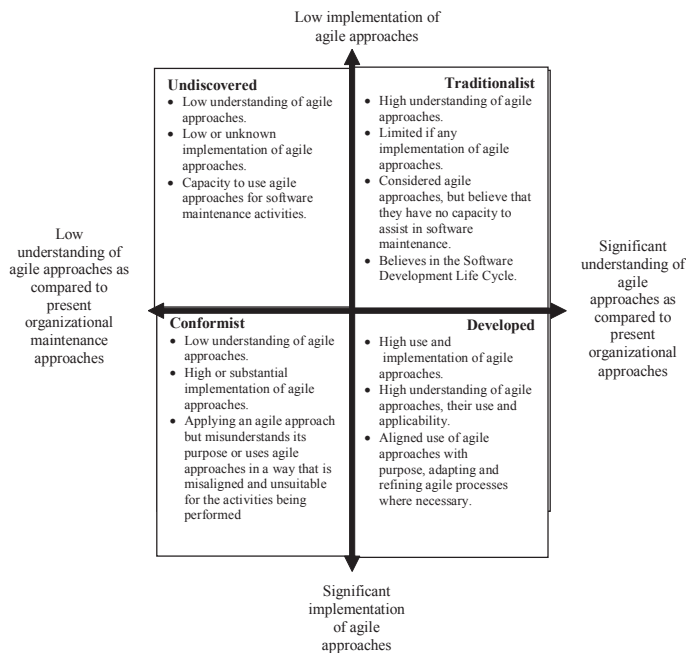 Low implementation of
agile approaches
Undiscovered
• Low understanding of agile
approaches.
• Low or unknown
implementation of agile
approaches.
• Capacity to use agile
approaches for software
maintenance activities.
Traditionalist
• High understanding of agile
approaches.
• Limited if any
implementation of agile
approaches.
• Considered agile
approaches, but believe that
they have no capacity to
assist in software
maintenance.
• Believes in the Software
Development Life Cycle.
Low
understanding of
agile approaches as
compared to
present
organizational
maintenance
approaches
Significant
understanding of
agile
approaches as
compared to
present
organizational
approaches
Conformist
• Low understanding of agile
approaches.
• High or substantial
implementation of agile
approaches.
• Applying an agile approach
but misunderstands its
purpose or uses agile
approaches in a way that is
misaligned and unsuitable
for the activities being
performed
Developed
• High use and
implementation of agile
approaches.
• High understanding of agile
approaches, their use and
applicability.
• Aligned use of agile
approaches with
purpose, adapting and
refining agile processes
where necessary.
Significant
implementation
of agile
approaches